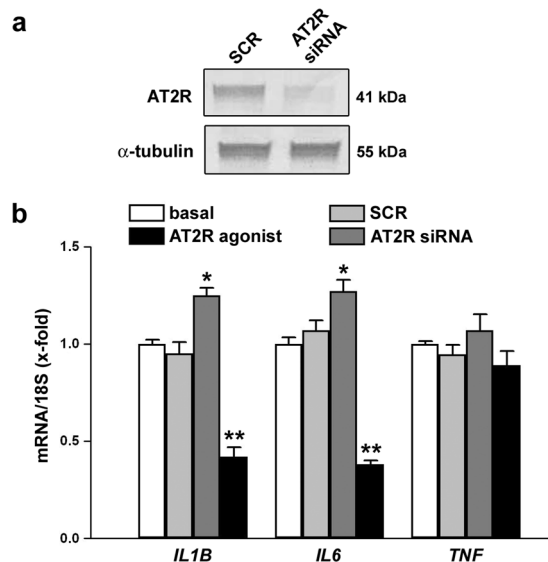 a
SCR
AT2R
siRNA
AT2R
41 kDa
α-tubulin
55 kDa
b
basal
SCR
AT2R agonist
AT2R siRNA
mRNA/18S (x-fold)
1.5
1.0
0.5
0.0
*
**
*
**
IL1B
IL6
TNF